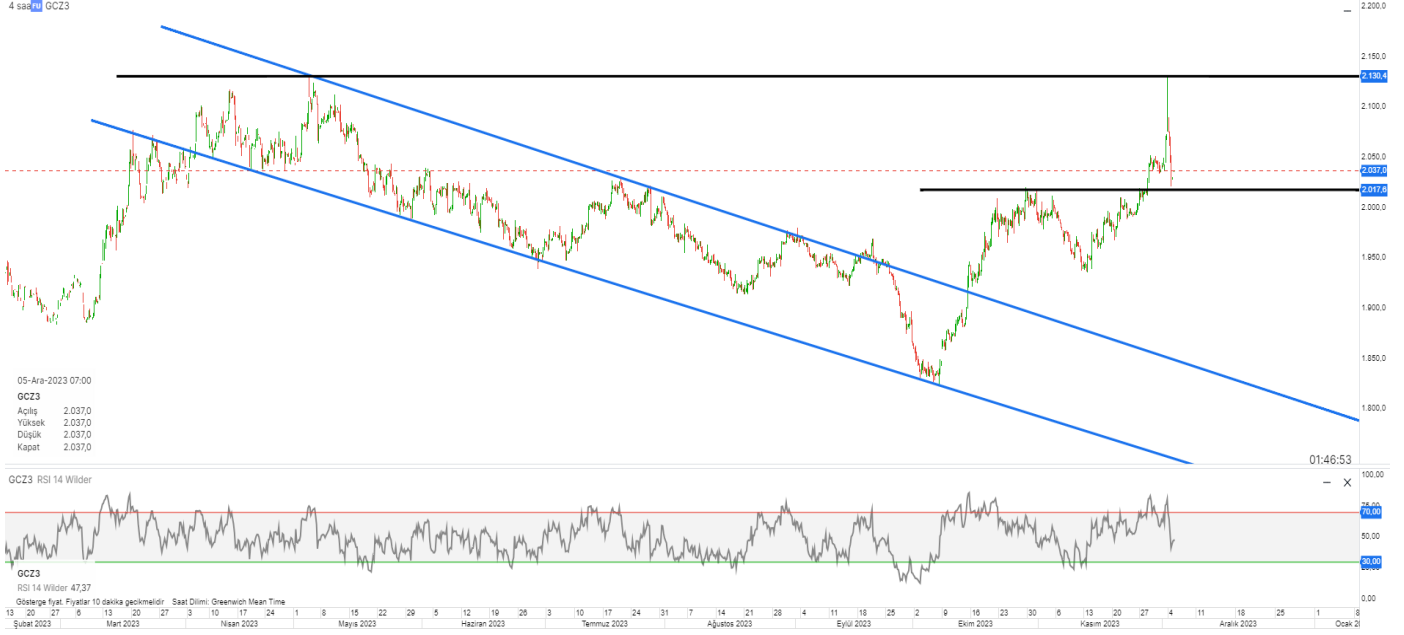 4 saa FU GCZ3
2.200,0
2.150,0
2.130,4
2.100,0
2.050,0
2.037,0
2.017,6
2.000,0
1.950,0
1.900,0
1.850,0
1.800,0
05-Ara-2023 07:00
GCZ3
Açılış 2.037,0
Yüksek 2.037,0
Düşük 2.037,0
Kapat 2.037,0
01:46:53
GCZ3 RSI 14 Wilder
100,00
70,00
50,00
30,00
0,00
GCZ3
RSI 14 Wilder 47,37
Gösterge fiyat. Fiyatlar 10 dakika gecikmelidir Saat Dilimi: Greenwich Mean Time
13 20 27 6 13 20 27 3 10 17 24 1 8 15 22 29 5 12 19 26 3 10 17 24 31 7 14 21 28 4 11 18 25 2 9 16 23 30 6 13 20 27 4 11 18 25 1 8
Şubat 2023 Mart 2023 Nisan 2023 Mayıs 2023 Haziran 2023 Temmuz 2023 Ağustos 2023 Eylül 2023 Ekim 2023 Kasım 2023 Aralık 2023 Ocak 2